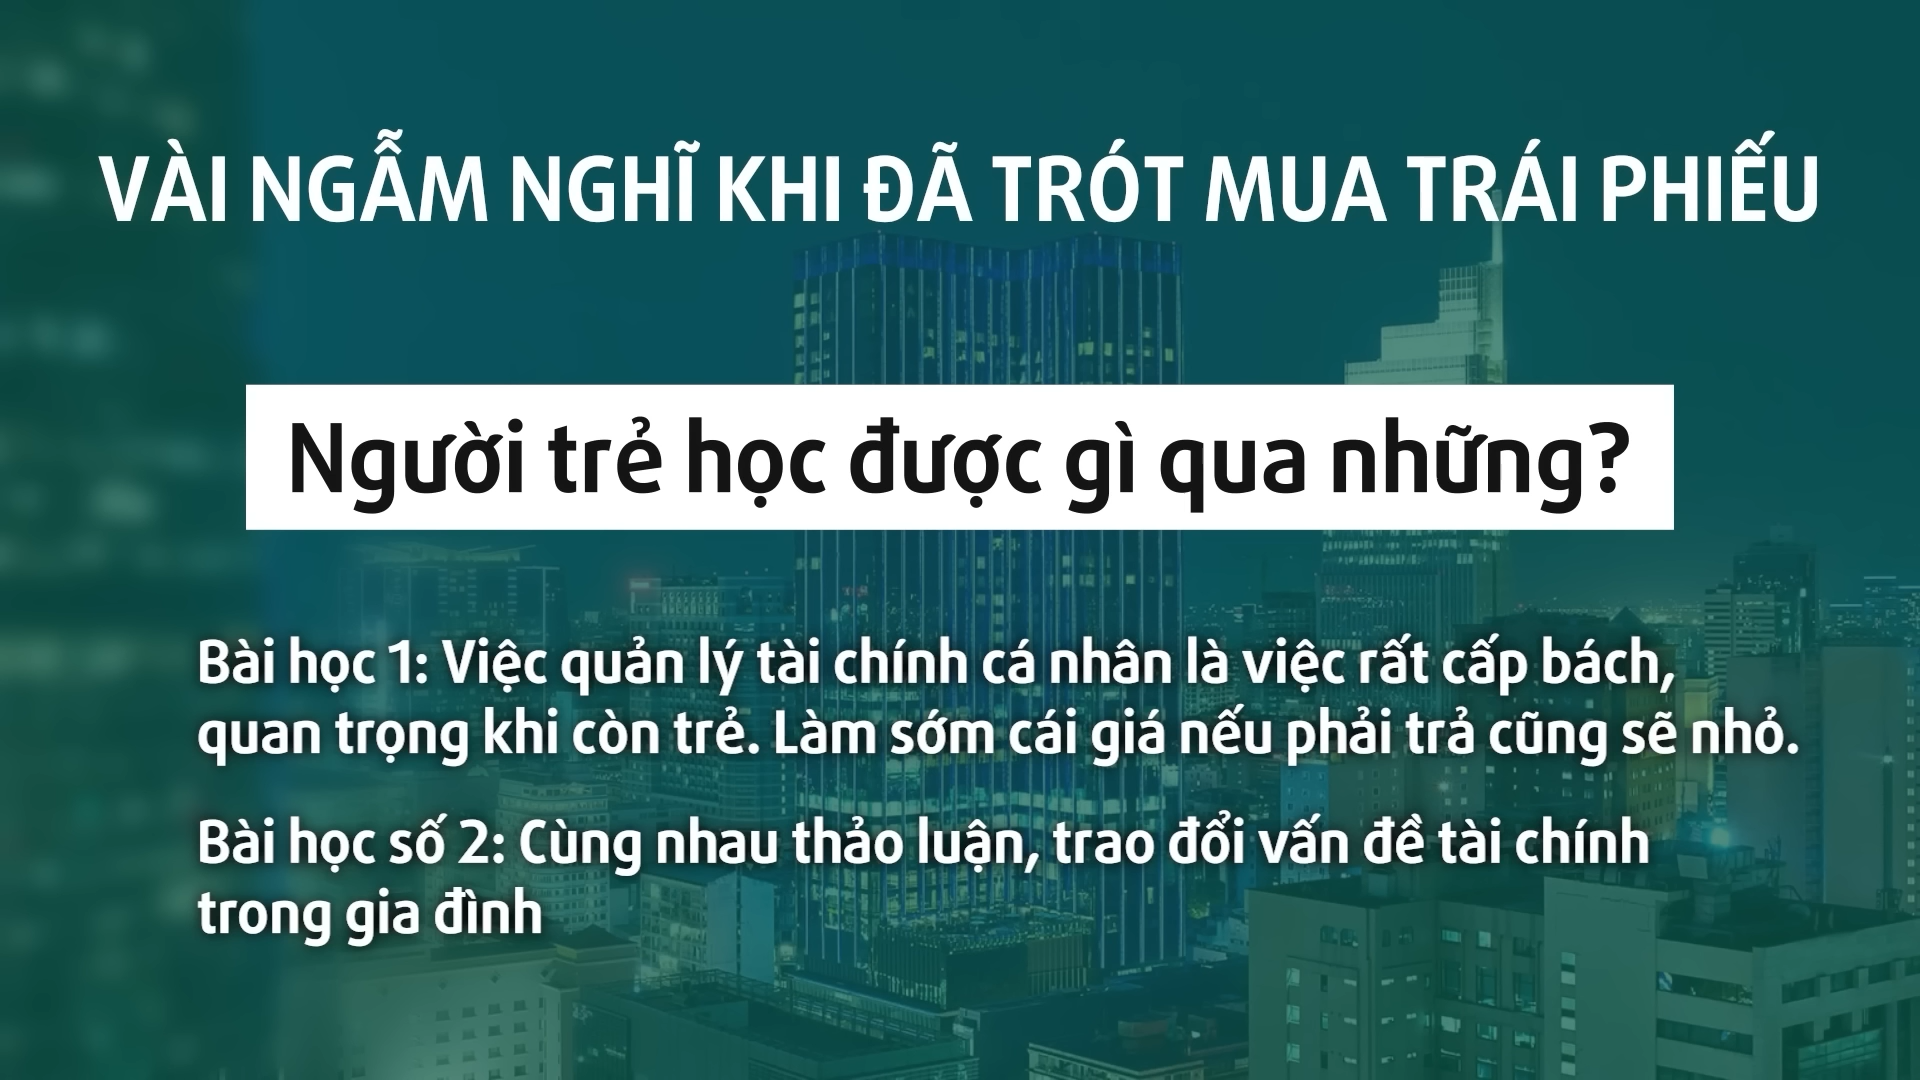 VÀI NGẪM NGHĨ KHI ĐÃ TRÓT MUA TRÁI PHIẾU
Người trẻ học được gì qua những?
Bài học 1: Việc quản lý tài chính cá nhân là việc rất cấp bách,
quan trọng khi còn trẻ. Làm sớm cái giá nếu phải trả cũng sẽ nhỏ.
Bài học số 2: Cùng nhau thảo luận, trao đổi vấn đề tài chính
trong gia đình